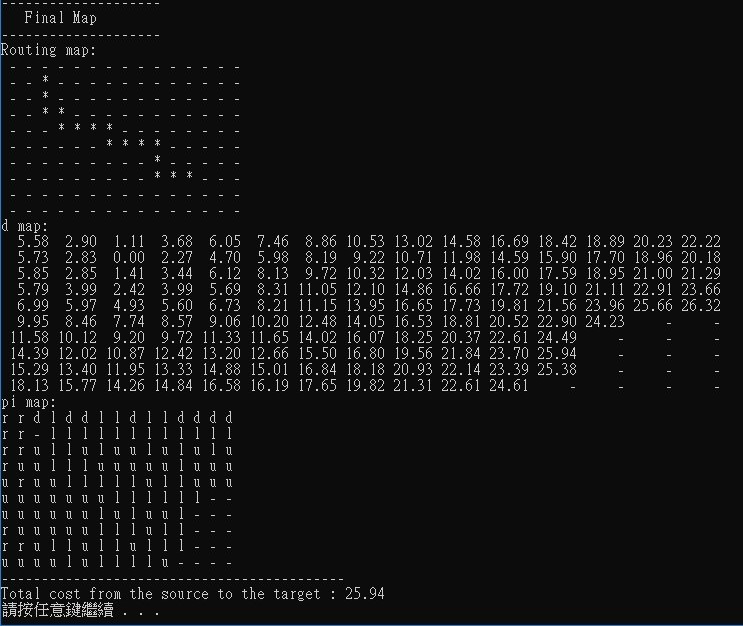 --------------------
Final Map
--------------------
Routing map:
- - - - - - - - - - - - - - -
- - * - - - - - - - - - - - -
- - * - - - - - - - - - - - -
- - * * - - - - - - - - - - -
- - - * * * * - - - - - - - -
- - - - - - * * * * - - - - -
- - - - - - - - - * - - - - -
- - - - - - - - - * * * - - -
- - - - - - - - - - - - - - -
- - - - - - - - - - - - - - -
d map:
5.58 2.90 1.11 3.68 6.05 7.46 8.86 10.53 13.02 14.58 16.69 18.42 18.89 20.23 22.22
5.73 2.83 0.00 2.27 4.70 5.98 8.19 9.22 10.71 11.98 14.59 15.90 17.70 18.96 20.18
5.85 2.85 1.41 3.44 6.12 8.13 9.72 10.32 12.03 14.02 16.00 17.59 18.95 21.00 21.29
5.79 3.99 2.42 3.99 5.69 8.31 11.05 12.10 14.86 16.66 17.72 19.10 21.11 22.91 23.66
6.99 5.97 4.93 5.60 6.73 8.21 11.15 13.95 16.65 17.73 19.81 21.56 23.96 25.66 26.32
9.95 8.46 7.74 8.57 9.06 10.20 12.48 14.05 16.53 18.81 20.52 22.90 24.23 - -
11.58 10.12 9.20 9.72 11.33 11.65 14.02 16.07 18.25 20.37 22.61 24.49 - - -
14.39 12.02 10.87 12.42 13.20 12.66 15.50 16.80 19.56 21.84 23.70 25.94 - - -
15.29 13.40 11.95 13.33 14.88 15.01 16.84 18.18 20.93 22.14 23.39 25.38 - - -
18.13 15.77 14.26 14.84 16.58 16.19 17.65 19.82 21.31 22.61 24.61 - - - -
pi map:
r r d l d d l l d l l d d d d
r r - l l l l l l l l l l l l
r r u l l u l u u l u l u l u
r u u l l l u u u u u l u l l
u r u u u u l l l u l l u u u
u u u u u u u l l l l l l - -
u u u u u u l u l u l l - - -
r u u u u u l l l u l l - - -
r r u l l u l l u l l l - - -
u u u u l u l l l l u - - - -
-------------------------------------------
Total cost from the source to the target : 25.94
請按任意鍵繼續 . . .